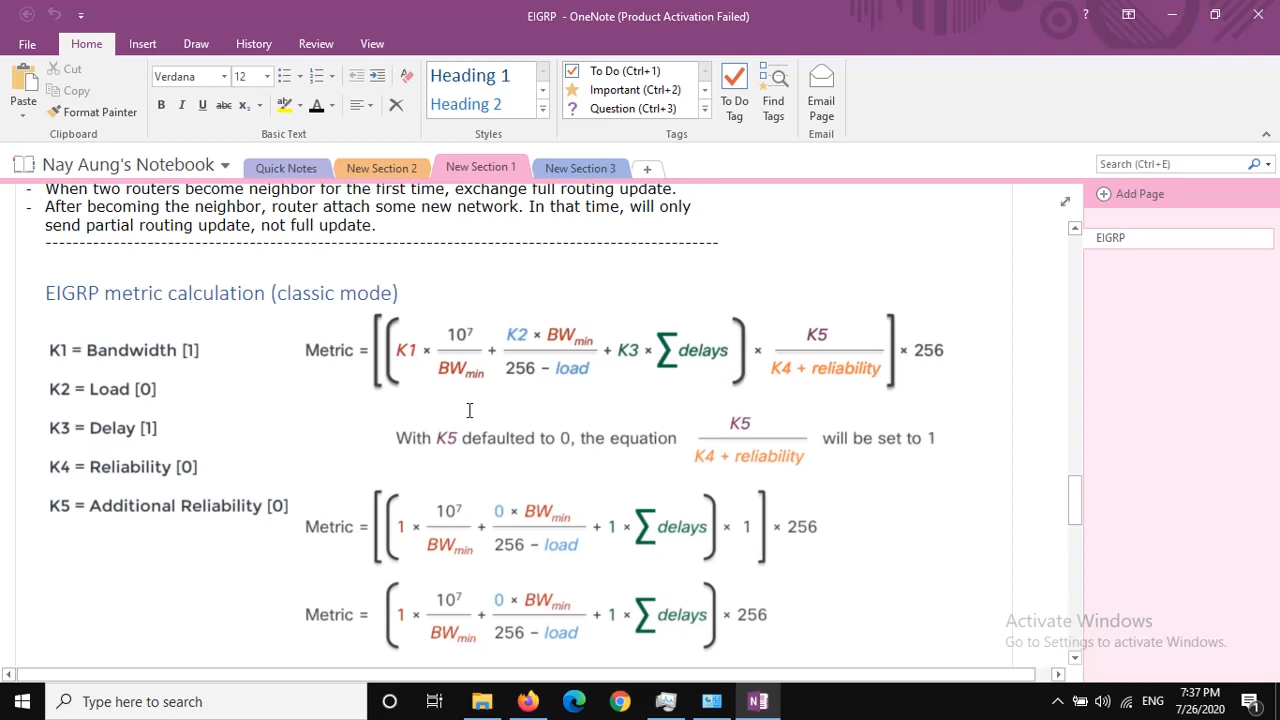 EIGRP - OneNote (Product Activation Failed)
File Home Insert Draw History Review View
Paste
Cut
Copy
Format Painter
Clipboard
Verdana 12
B I U abc x₂ A
Basic Text
Heading 1
Heading 2
Styles
To Do (Ctrl+1)
Important (Ctrl+2)
? Question (Ctrl+3)
Tags
To Do
Tag
Find
Tags
Email
Page
Email
Nay Aung's Notebook Quick Notes New Section 2 New Section 1 New Section 3 + Search (Ctrl+E)
Add Page
EIGRP
- When two routers become neighbor for the first time, exchange full routing update.
- After becoming the neighbor, router attach some new network. In that time, will only
send partial routing update, not full update.
--------------------------------------------------------------------------------
EIGRP metric calculation (classic mode)
K1 = Bandwidth [1]
K2 = Load [0]
K3 = Delay [1]
K4 = Reliability [0]
K5 = Additional Reliability [0]
Metric = [(K1 × 10⁷ / BWmin + K2 × BWmin / 256 − load + K3 × ∑ delays) × K5 / K4 + reliability] × 256
With K5 defaulted to 0, the equation K5 / K4 + reliability will be set to 1
Metric = [(1 × 10⁷ / BWmin + 0 × BWmin / 256 − load + 1 × ∑ delays) × 1] × 256
Metric = (1 × 10⁷ / BWmin + 0 × BWmin / 256 − load + 1 × ∑ delays) × 256
Activate Windows
Go to Settings to activate Windows.
Type here to search
ENG
7:37 PM
7/26/2020
1